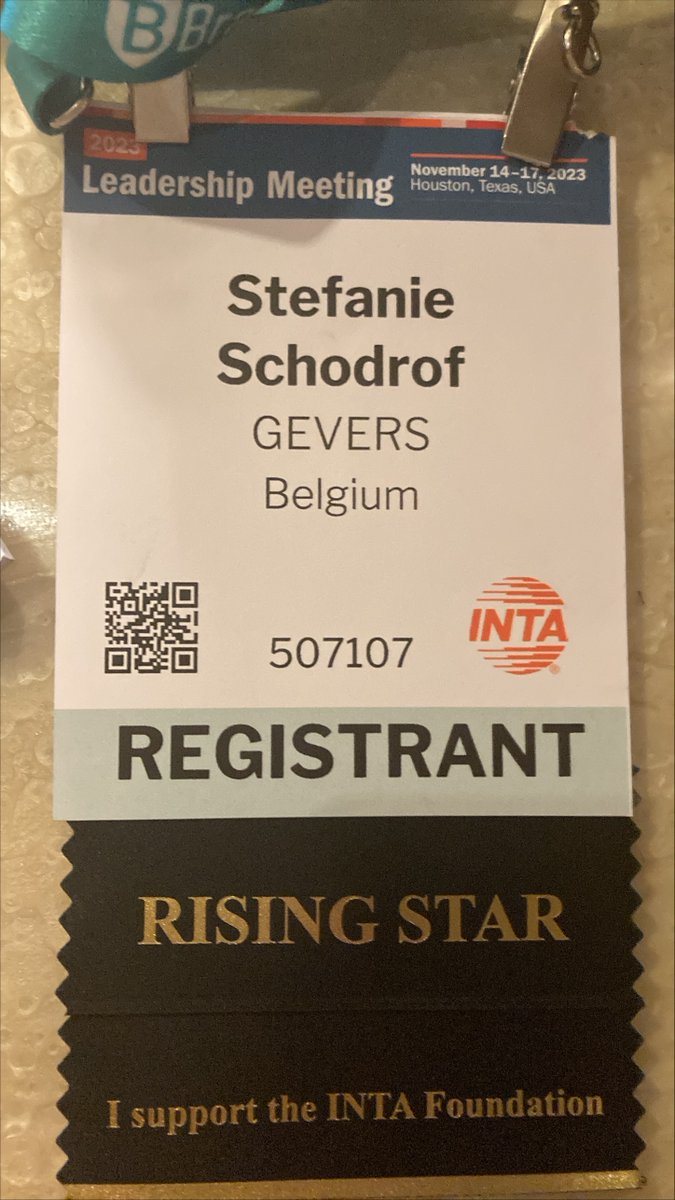 B
2023
Leadership Meeting
November 14–17, 2023
Houston, Texas, USA
Stefanie
Schodrof
GEVERS
Belgium
507107
INTA
REGISTRANT
RISING STAR
I support the INTA Foundation